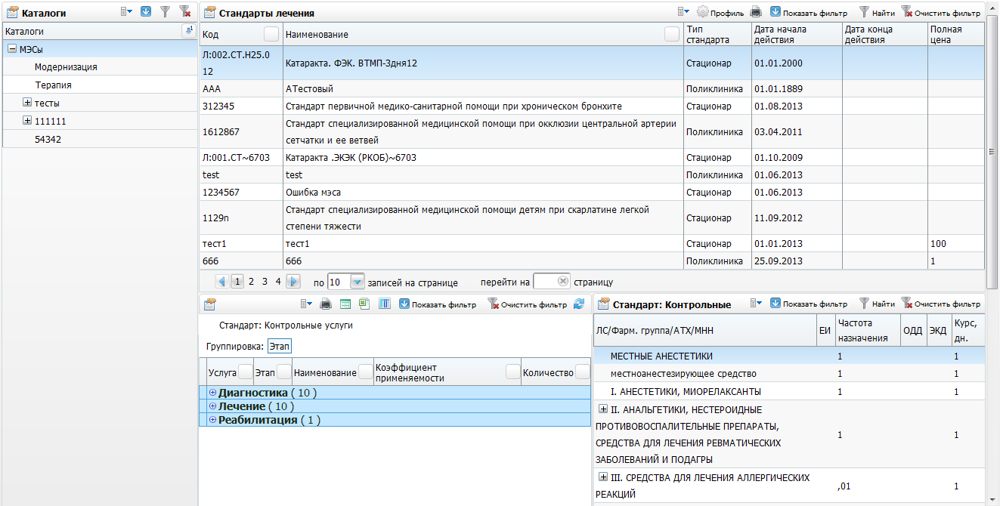 Каталоги
Каталоги
МЭСы
Модернизация
Терапия
тесты
111111
54342
Стандарты лечения
Профиль
Показать фильтр
Найти
Очистить фильтр
Код
Наименование
Тип
стандарта
Дата начала
действия
Дата конца
действия
Полная
цена
Л:002.СТ.Н25.0
12
Катаракта. ФЭК. ВТМП-3дня12
Стационар
01.01.2000
ААА
АТестовый
Поликлиника
01.01.1889
312345
Стандарт первичной медико-санитарной помощи при хроническом бронхите
Стационар
01.08.2013
1612867
Стандарт специализированной медицинской помощи при окклюзии центральной артерии
сетчатки и ее ветвей
Поликлиника
03.04.2011
Л:001.СТ~6703
Катаракта .ЭКЭК (РКОБ)~6703
Стационар
01.10.2009
test
test
Поликлиника
01.06.2013
1234567
Ошибка мэса
Стационар
01.06.2013
1129п
Стандарт специализированной медицинской помощи детям при скарлатине легкой
степени тяжести
Стационар
11.09.2012
тест1
тест1
Стационар
01.01.2013
100
666
666
Поликлиника
25.09.2013
1
1 2 3 4
по 10 записей на странице
перейти на страницу
Показать фильтр
Очистить фильтр
Стандарт: Контрольные услуги
Группировка: Этап
Услуга
Этап
Наименование
Коэффициент
применяемости
Количество
Диагностика ( 10 )
Лечение ( 10 )
Реабилитация ( 1 )
Стандарт: Контрольные
Показать фильтр
Найти
Очистить фильтр
ЛС/Фарм. группа/АТХ/МНН
ЕИ
Частота
назначения
ОДД
ЭКД
Курс,
дн.
МЕСТНЫЕ АНЕСТЕТИКИ
1
1
местноанестезирующее средство
1
1
I. АНЕСТЕТИКИ, МИОРЕЛАКСАНТЫ
1
1
II. АНАЛЬГЕТИКИ, НЕСТЕРОИДНЫЕ
ПРОТИВОВОСПАЛИТЕЛЬНЫЕ ПРЕПАРАТЫ,
СРЕДСТВА ДЛЯ ЛЕЧЕНИЯ РЕВМАТИЧЕСКИХ
ЗАБОЛЕВАНИЙ И ПОДАГРЫ
1
1
III. СРЕДСТВА ДЛЯ ЛЕЧЕНИЯ АЛЛЕРГИЧЕСКИХ
РЕАКЦИЙ
,01
1